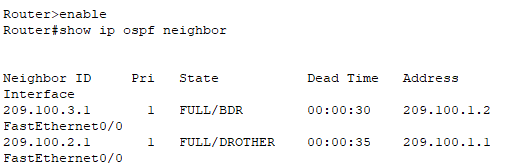 Router>enable
Router#show ip ospf neighbor
Neighbor ID     Pri   State           Dead Time   Address
Interface
209.100.3.1       1   FULL/BDR        00:00:30    209.100.1.2
FastEthernet0/0
209.100.2.1       1   FULL/DROTHER    00:00:35    209.100.1.1
FastEthernet0/0